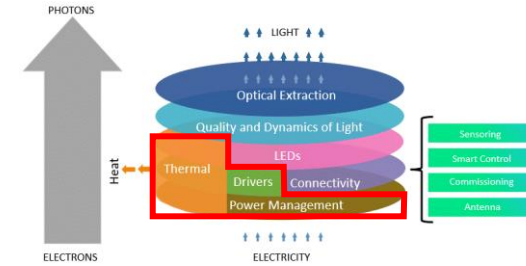 PHOTONS
LIGHT
Optical Extraction
Quality and Dynamics of Light
LEDs
Thermal
Drivers
Connectivity
Power Management
Heat
Sensoring
Smart Control
Commissioning
Antenna
ELECTRONS
ELECTRICITY